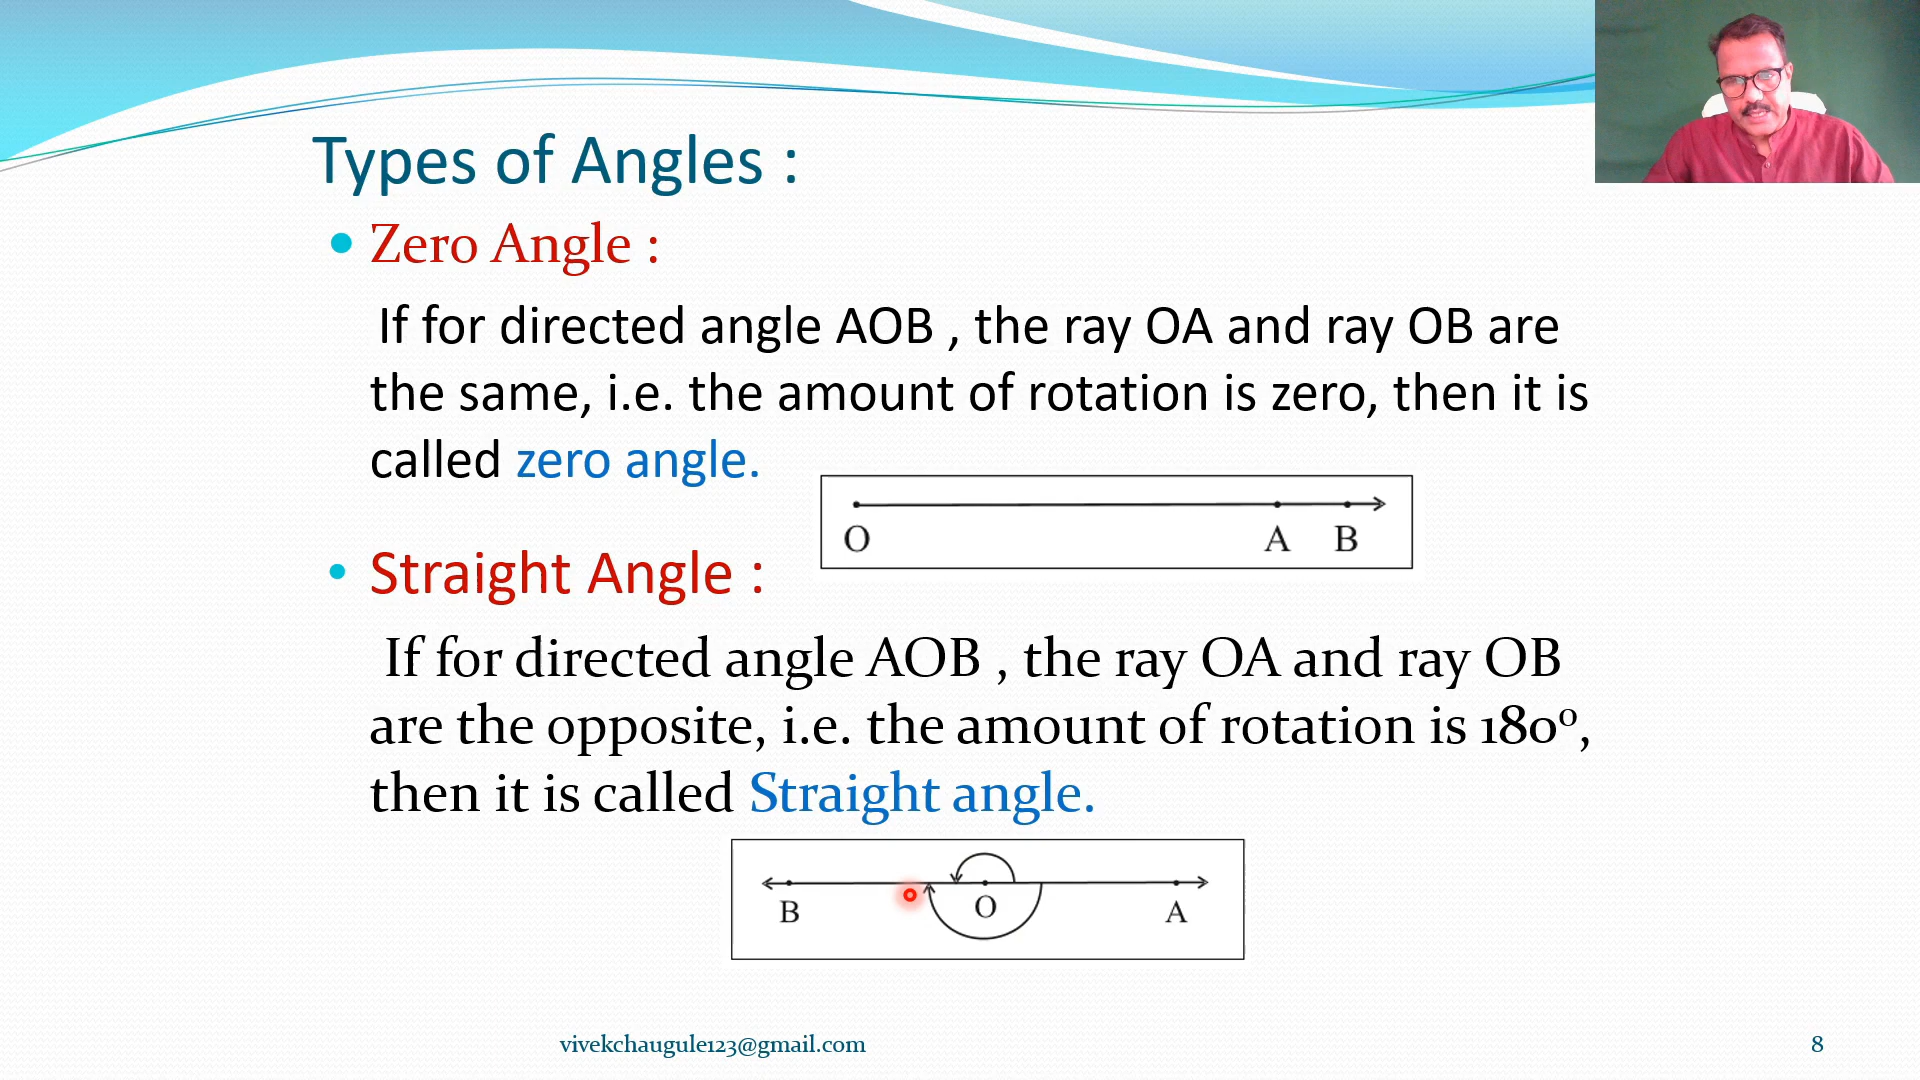 Types of Angles :
• Zero Angle :
If for directed angle AOB , the ray OA and ray OB are
the same, i.e. the amount of rotation is zero, then it is
called zero angle.
O A B
• Straight Angle :
If for directed angle AOB , the ray OA and ray OB
are the opposite, i.e. the amount of rotation is 180⁰,
then it is called Straight angle.
B O A
vivekchaugule123@gmail.com 8